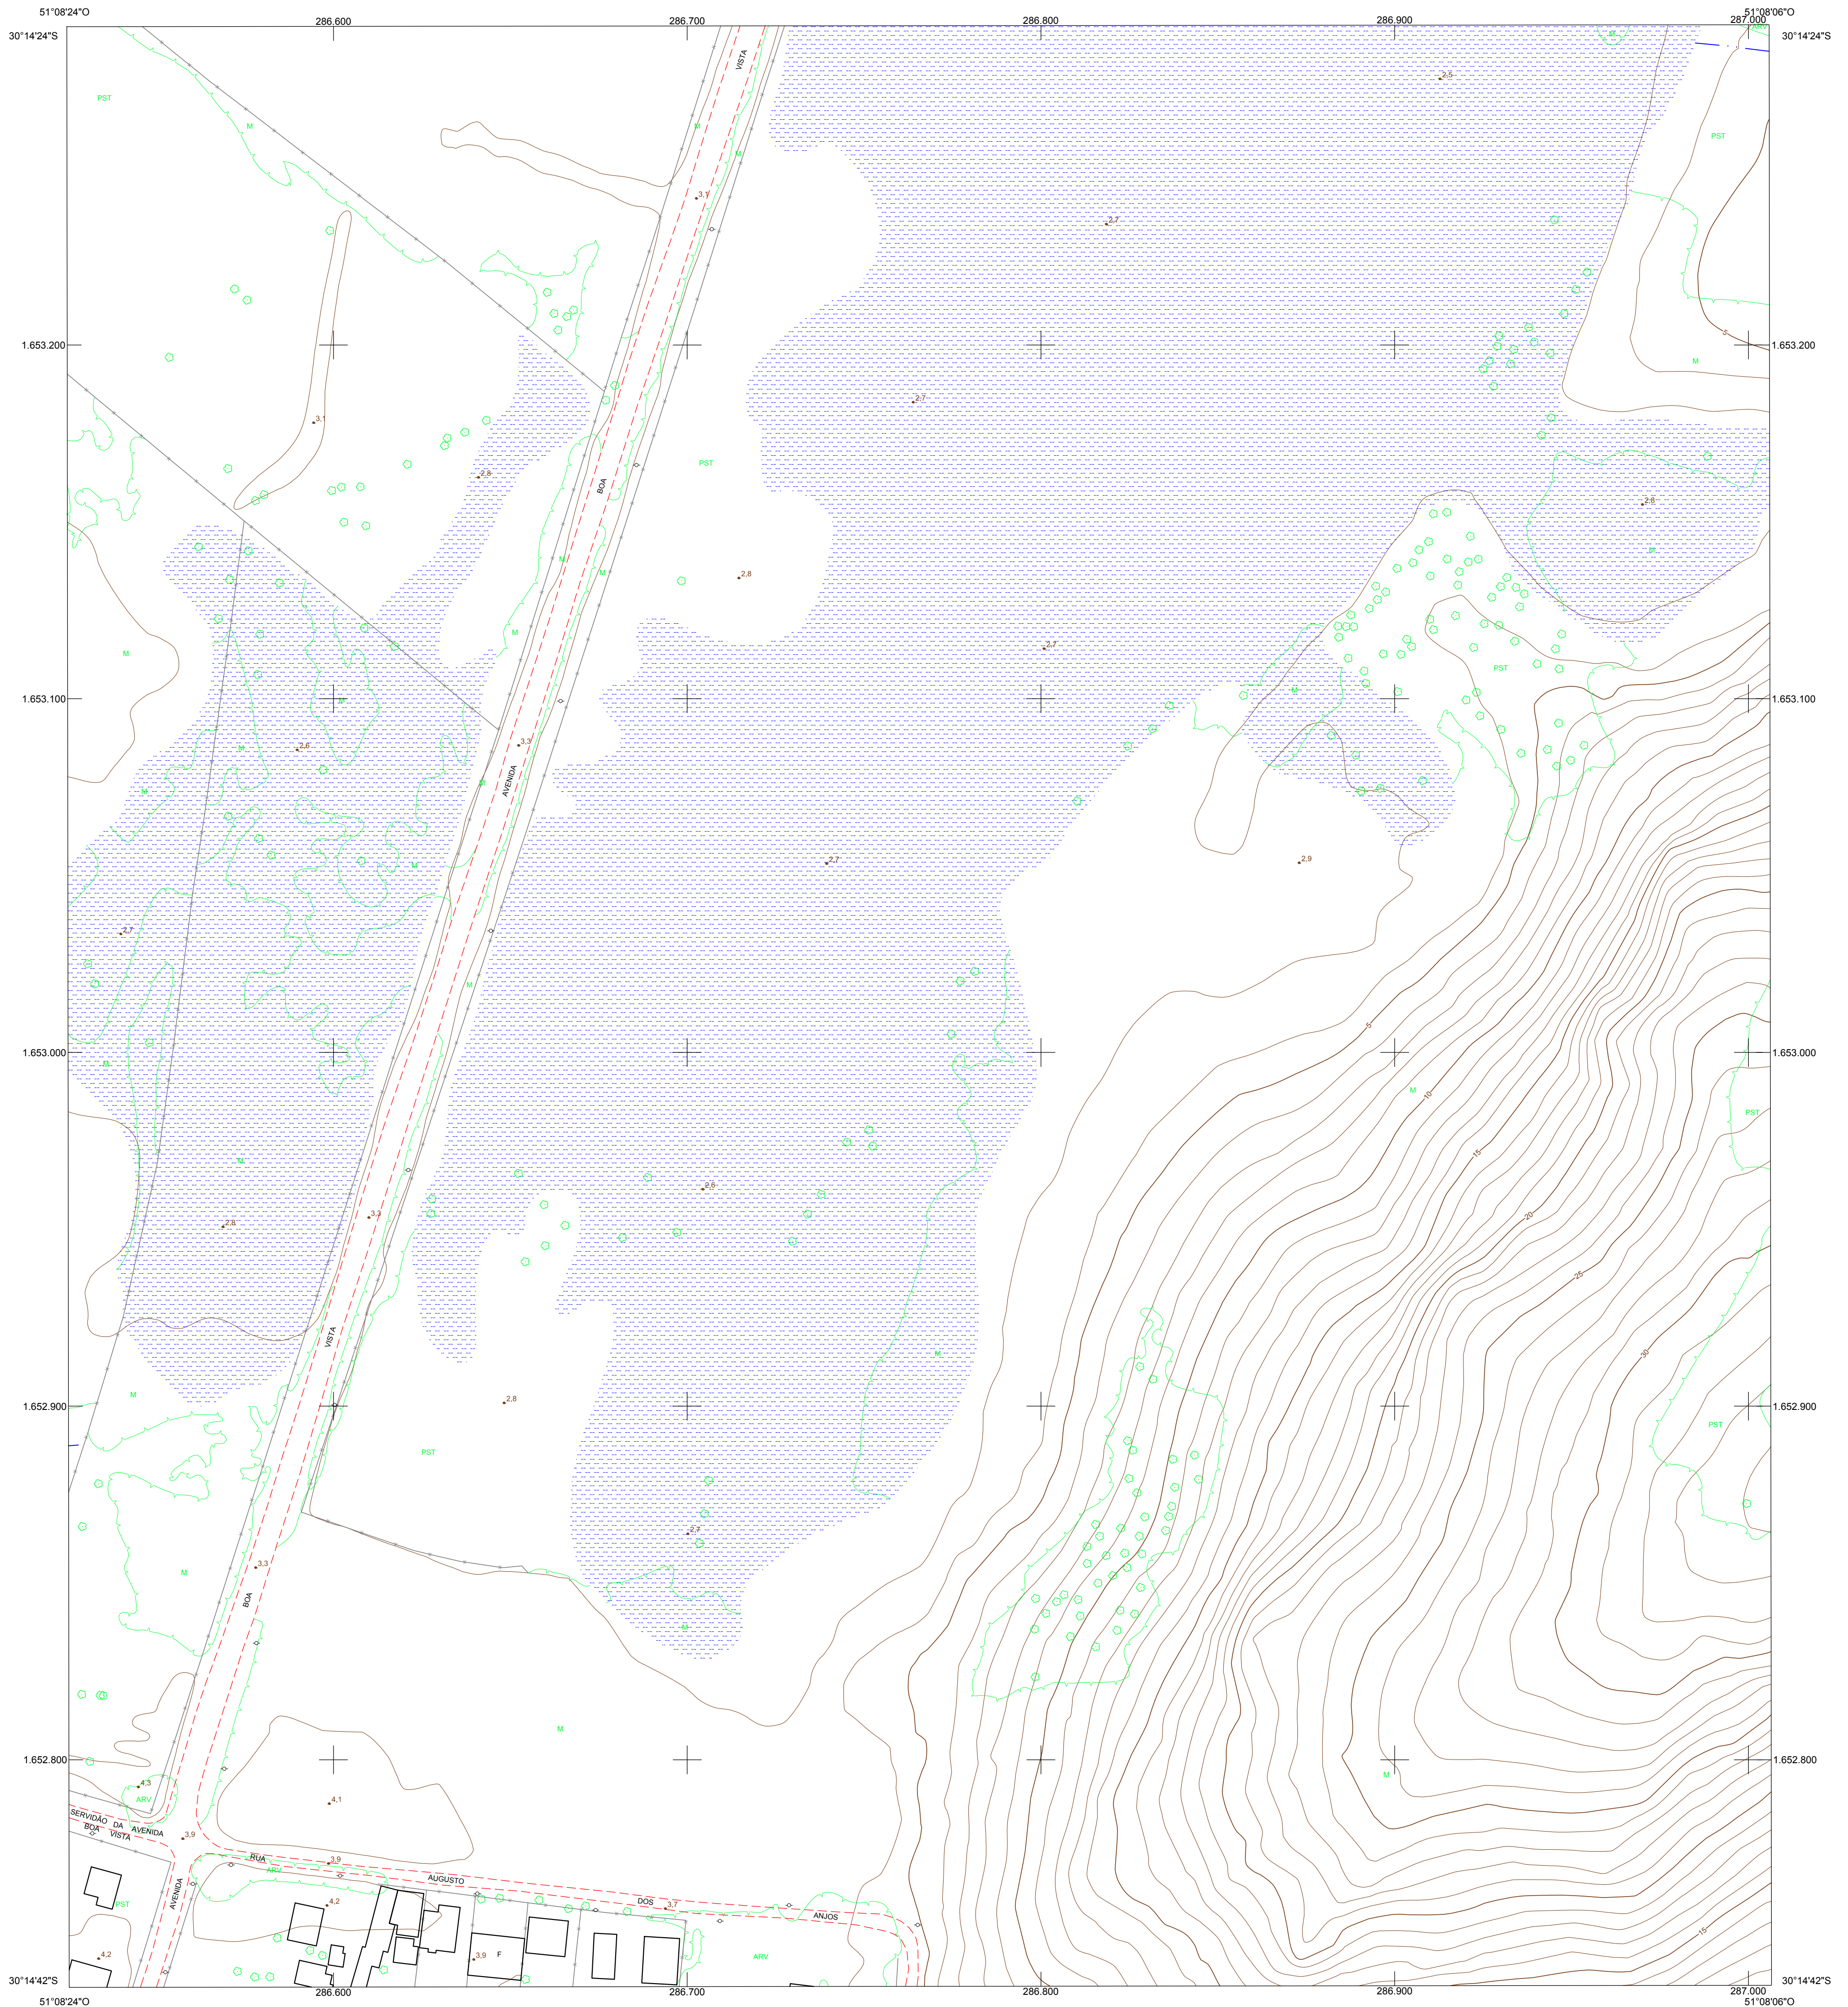 51°08'24"O
286.600
286.700
286.800
286.900
287.000
51°08'06"O
30°14'24"S
30°14'24"S
ARV
M
VISTA
2,5
PST
M
M
PST
M
3,1
2,7
5
1.653.200
1.653.200
M
2,7
3,1
PST
2,8
BOA
2,8
M
M
M
2,8
M
2,7
M
PST
M
M
1.653.100
1.653.100
3,3
2,6
M
AVENIDA
M
M
2,7
2,9
M
2,7
M
5
1.653.000
1.653.000
M
M
10
PST
15
M
2,6
3,3
20
2,8
25
VISTA
M
30
M
2,8
1.652.900
1.652.900
PST
PST
2,7
3,3
M
BOA
M
M
1.652.800
1.652.800
M
4,3
ARV
4,1
SERVIDÃO DA AVENIDA
BOA VISTA
3,9
RUA
3,9
ARV
AUGUSTO
DOS
ANJOS
3,7
AVENIDA
PST
4,2
4,2
3,9
F
ARV
15
30°14'42"S
30°14'42"S
51°08'24"O
286.600
286.700
286.800
286.900
287.000
51°08'06"O